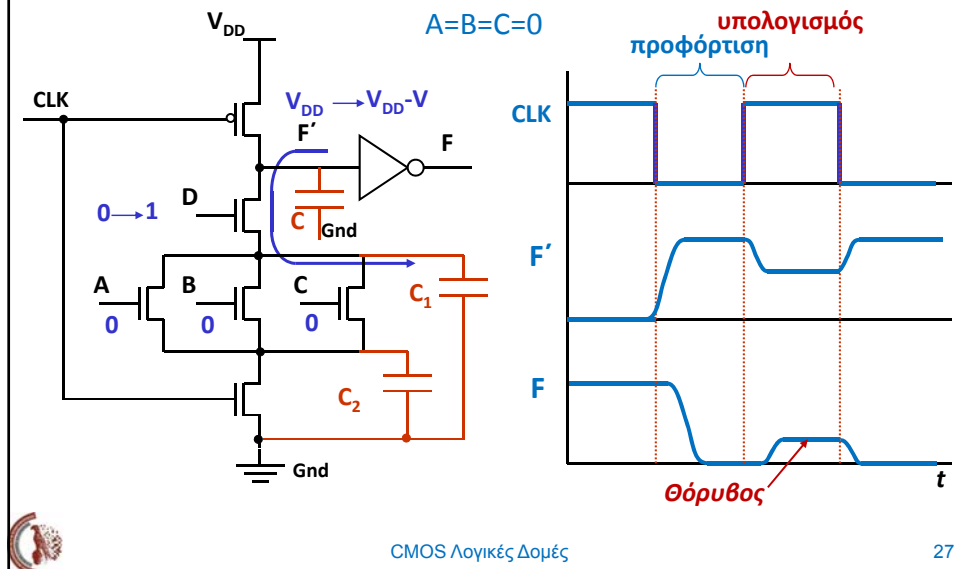 V_DD
A=B=C=0
υπολογισμός
προφόρτιση
CLK
V_DD → V_DD-V
F′
F
CLK
D
0→1
C
Gnd
F′
A
B
C
C_1
0
0
0
C_2
F
Gnd
Θόρυβος
t
CMOS Λογικές Δομές
27